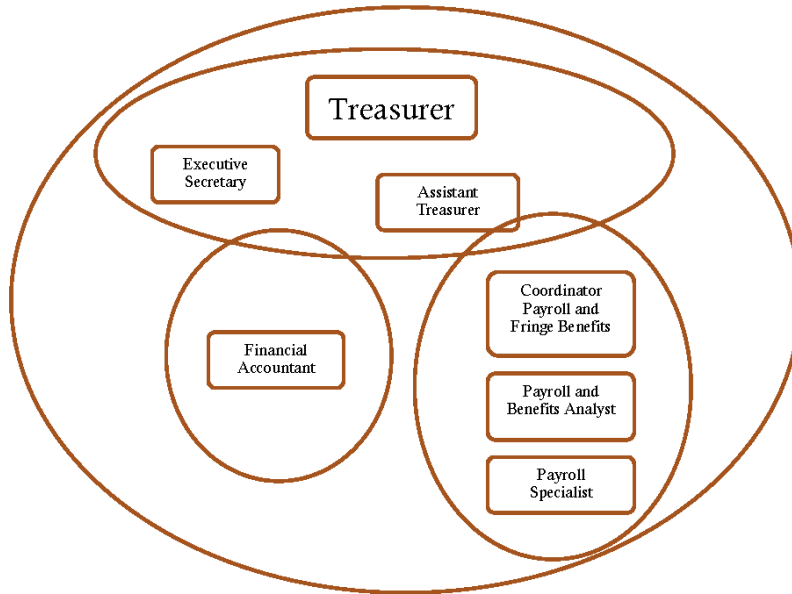 Treasurer
Executive
Secretary
Assistant
Treasurer
Financial
Accountant
Coordinator
Payroll and
Fringe Benefits
Payroll and
Benefits Analyst
Payroll
Specialist